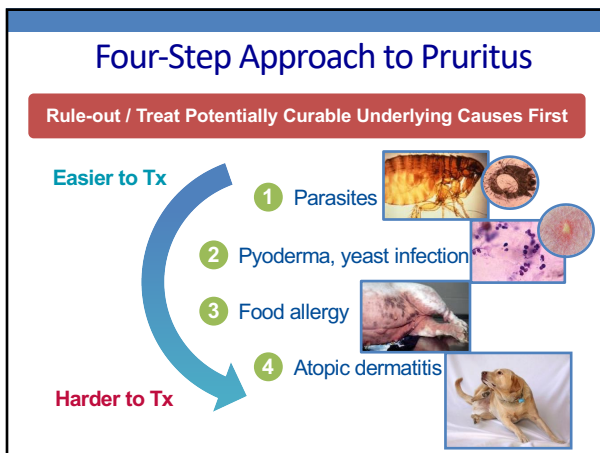 Four-Step Approach to Pruritus
Rule-out / Treat Potentially Curable Underlying Causes First
Easier to Tx
1 Parasites
2 Pyoderma, yeast infection
3 Food allergy
4 Atopic dermatitis
Harder to Tx